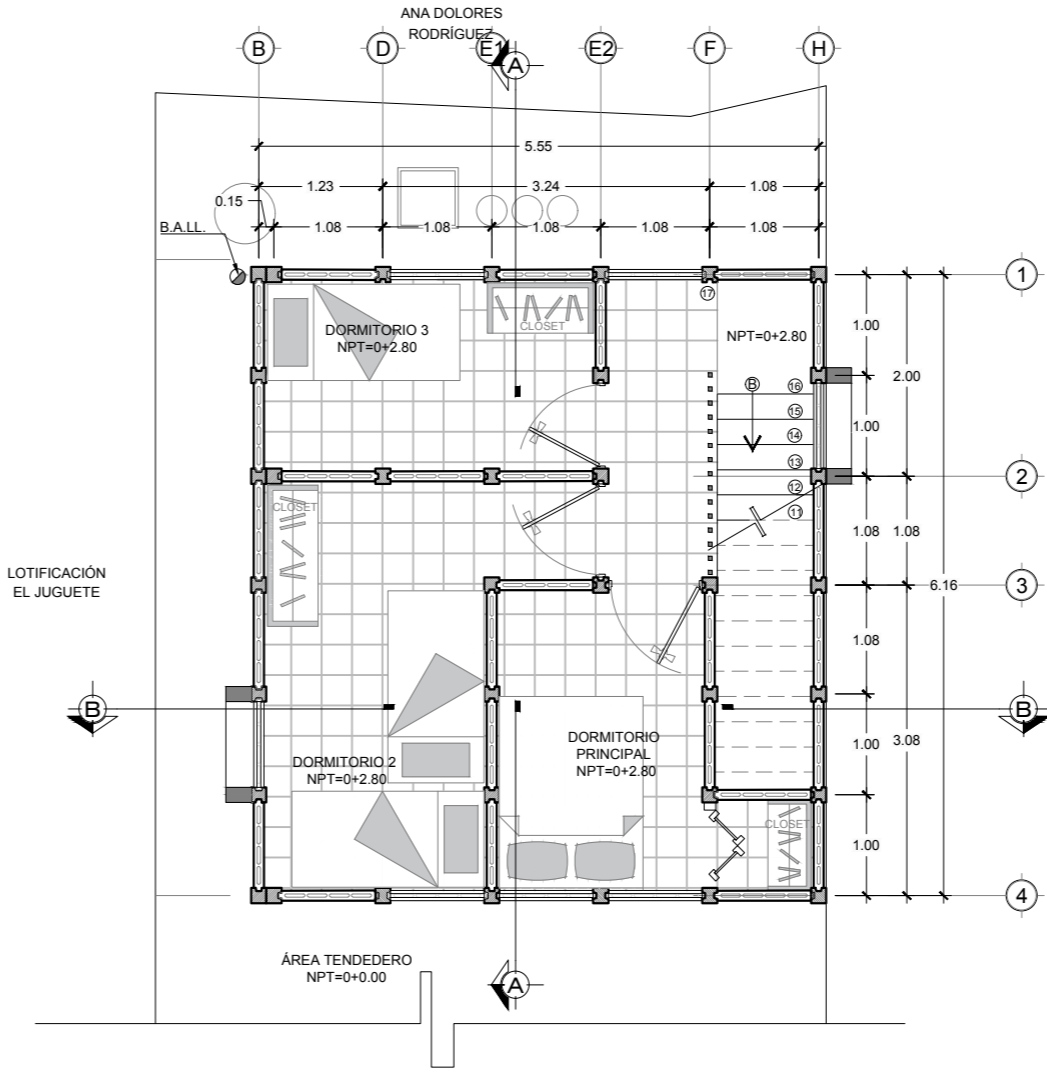 ANA DOLORES
RODRÍGUEZ
B D E1 E2 F H
A
5.55
1.23 3.24 1.08
0.15
1.08 1.08 1.08 1.08 1.08
B.A.LL.
1
17
CLOSET
DORMITORIO 3
NPT=0+2.80
NPT=0+2.80
1.00
2.00
B
16
15
14
13
12
11
1.00
2
CLOSET
1.08 1.08
LOTIFICACIÓN
EL JUGUETE
3
6.16
1.08
B B
DORMITORIO
PRINCIPAL
NPT=0+2.80
DORMITORIO 2
NPT=0+2.80
1.00
3.08
CLOSET
1.00
4
ÁREA TENDEDERO
NPT=0+0.00
A